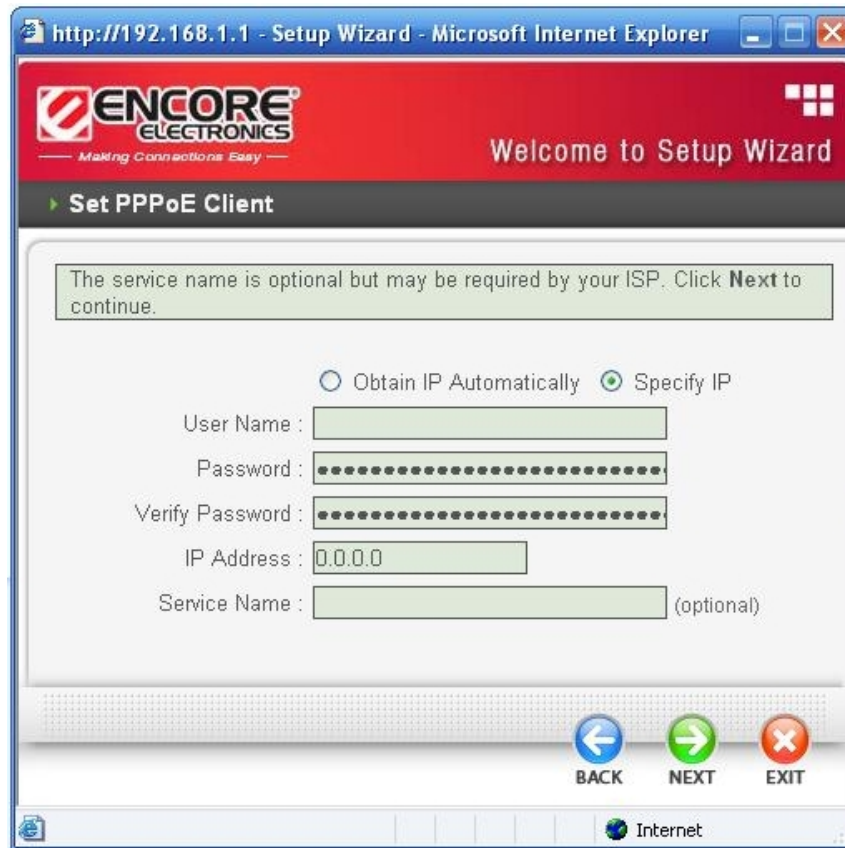 http://192.168.1.1 - Setup Wizard - Microsoft Internet Explorer
ENCORE
ELECTRONICS
Making Connections Easy
Welcome to Setup Wizard
Set PPPoE Client
The service name is optional but may be required by your ISP. Click Next to
continue.
Obtain IP Automatically Specify IP
User Name :
Password :
Verify Password :
IP Address : 0.0.0.0
Service Name : (optional)
BACK NEXT EXIT
Internet